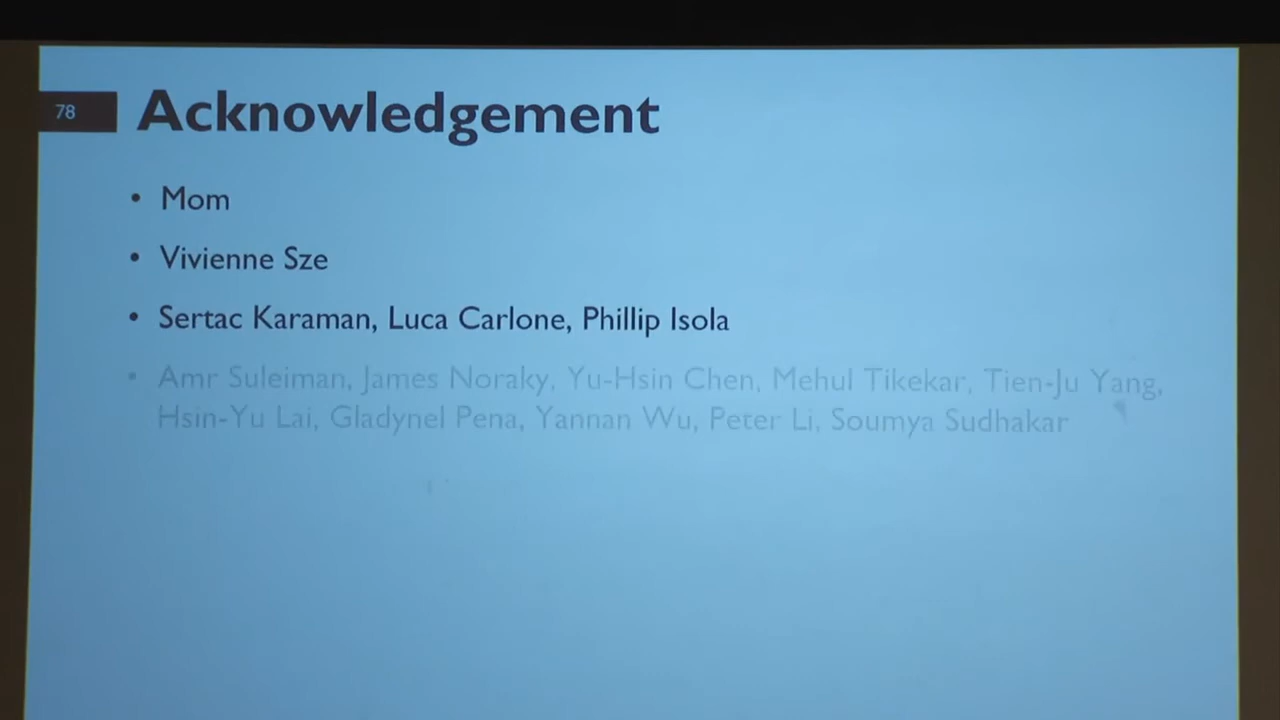 78
Acknowledgement
• Mom
• Vivienne Sze
• Sertac Karaman, Luca Carlone, Phillip Isola
• Amr Suleiman, James Noraky, Yu-Hsin Chen, Mehul Tikekar, Tien-Ju Yang,
Hsin-Yu Lai, Gladynel Pena, Yannan Wu, Peter Li, Soumya Sudhakar